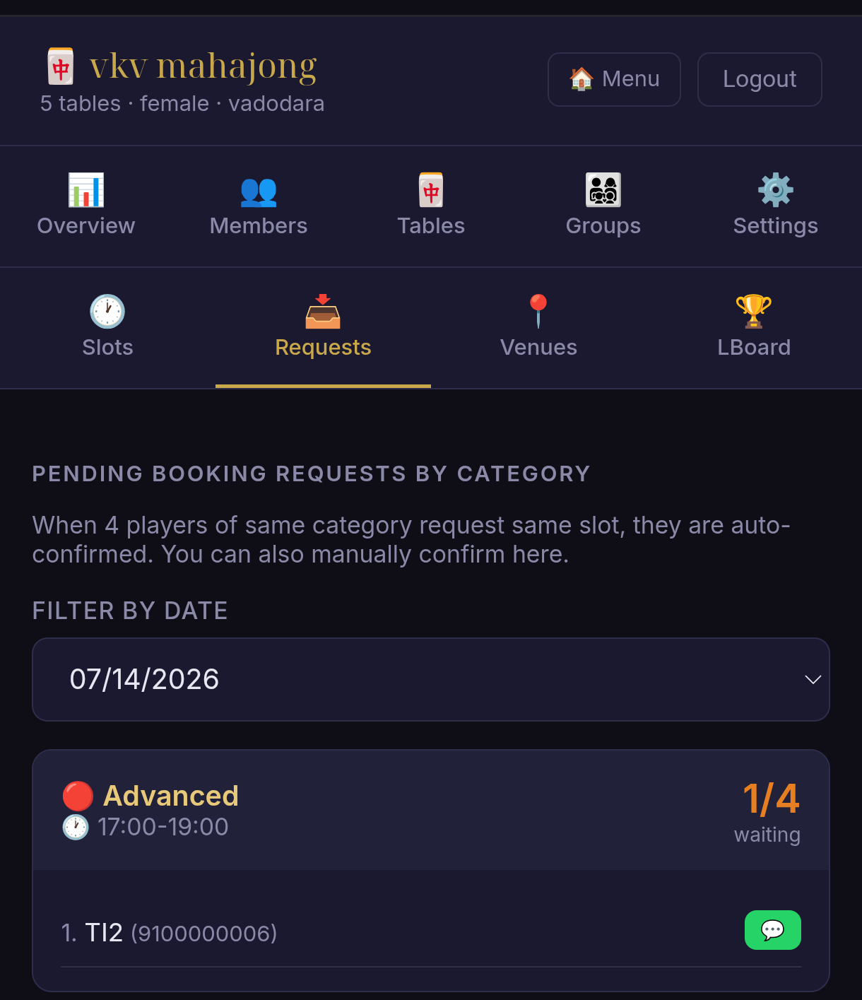 vkv mahajong
5 tables · female · vadodara
🏠 Menu
Logout
Overview
Members
Tables
Groups
Settings
Slots
Requests
Venues
LBoard
PENDING BOOKING REQUESTS BY CATEGORY
When 4 players of same category request same slot, they are auto-
confirmed. You can also manually confirm here.
FILTER BY DATE
07/14/2026
Advanced
1/4
17:00-19:00
waiting
1. TI2 (9100000006)